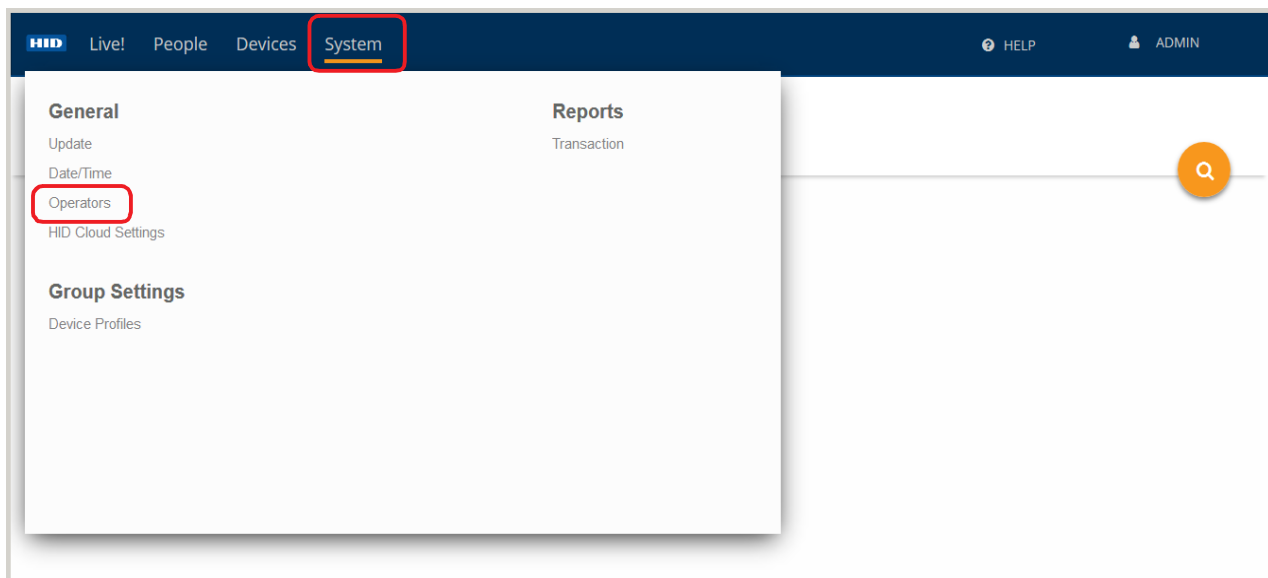 HID Live! People Devices System HELP ADMIN
General
Update
Date/Time
Operators
HID Cloud Settings
Group Settings
Device Profiles
Reports
Transaction